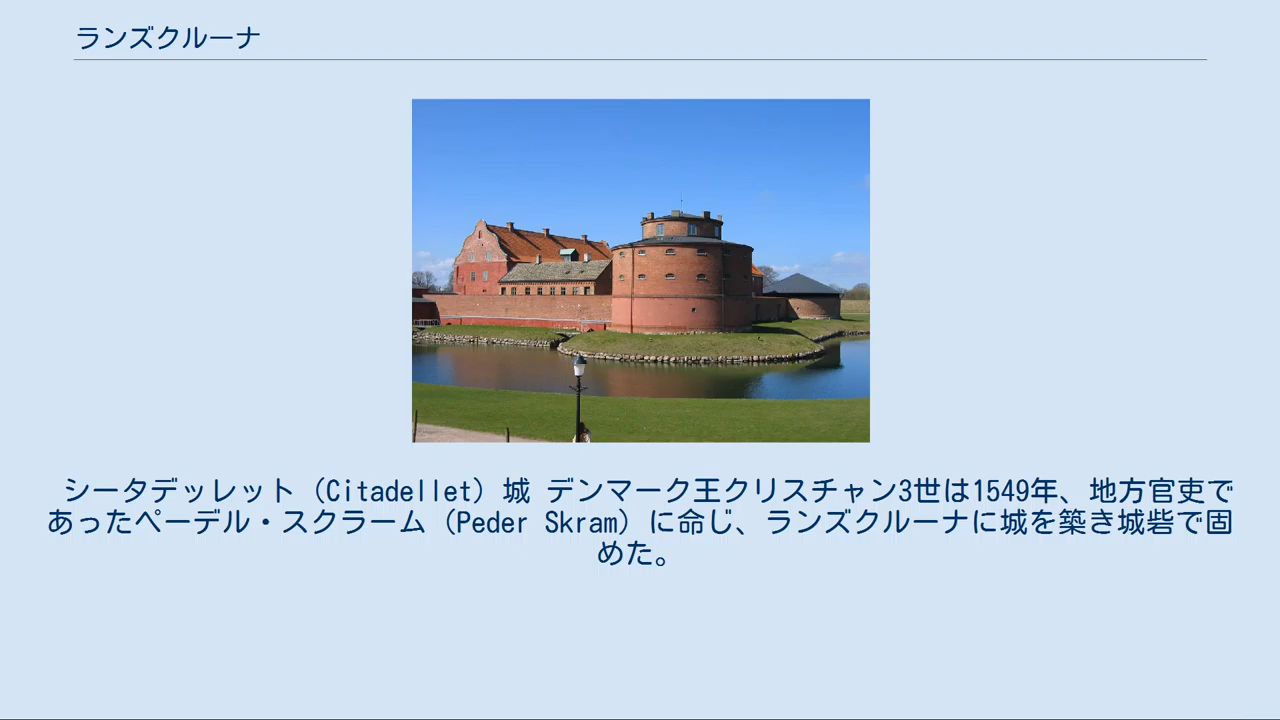 ランズクルーナ
シータデッレット（Citadellet）城 デンマーク王クリスチャン3世は1549年、地方官吏で
あったペーデル・スクラーム（Peder Skram）に命じ、ランズクルーナに城を築き城砦で固
めた。